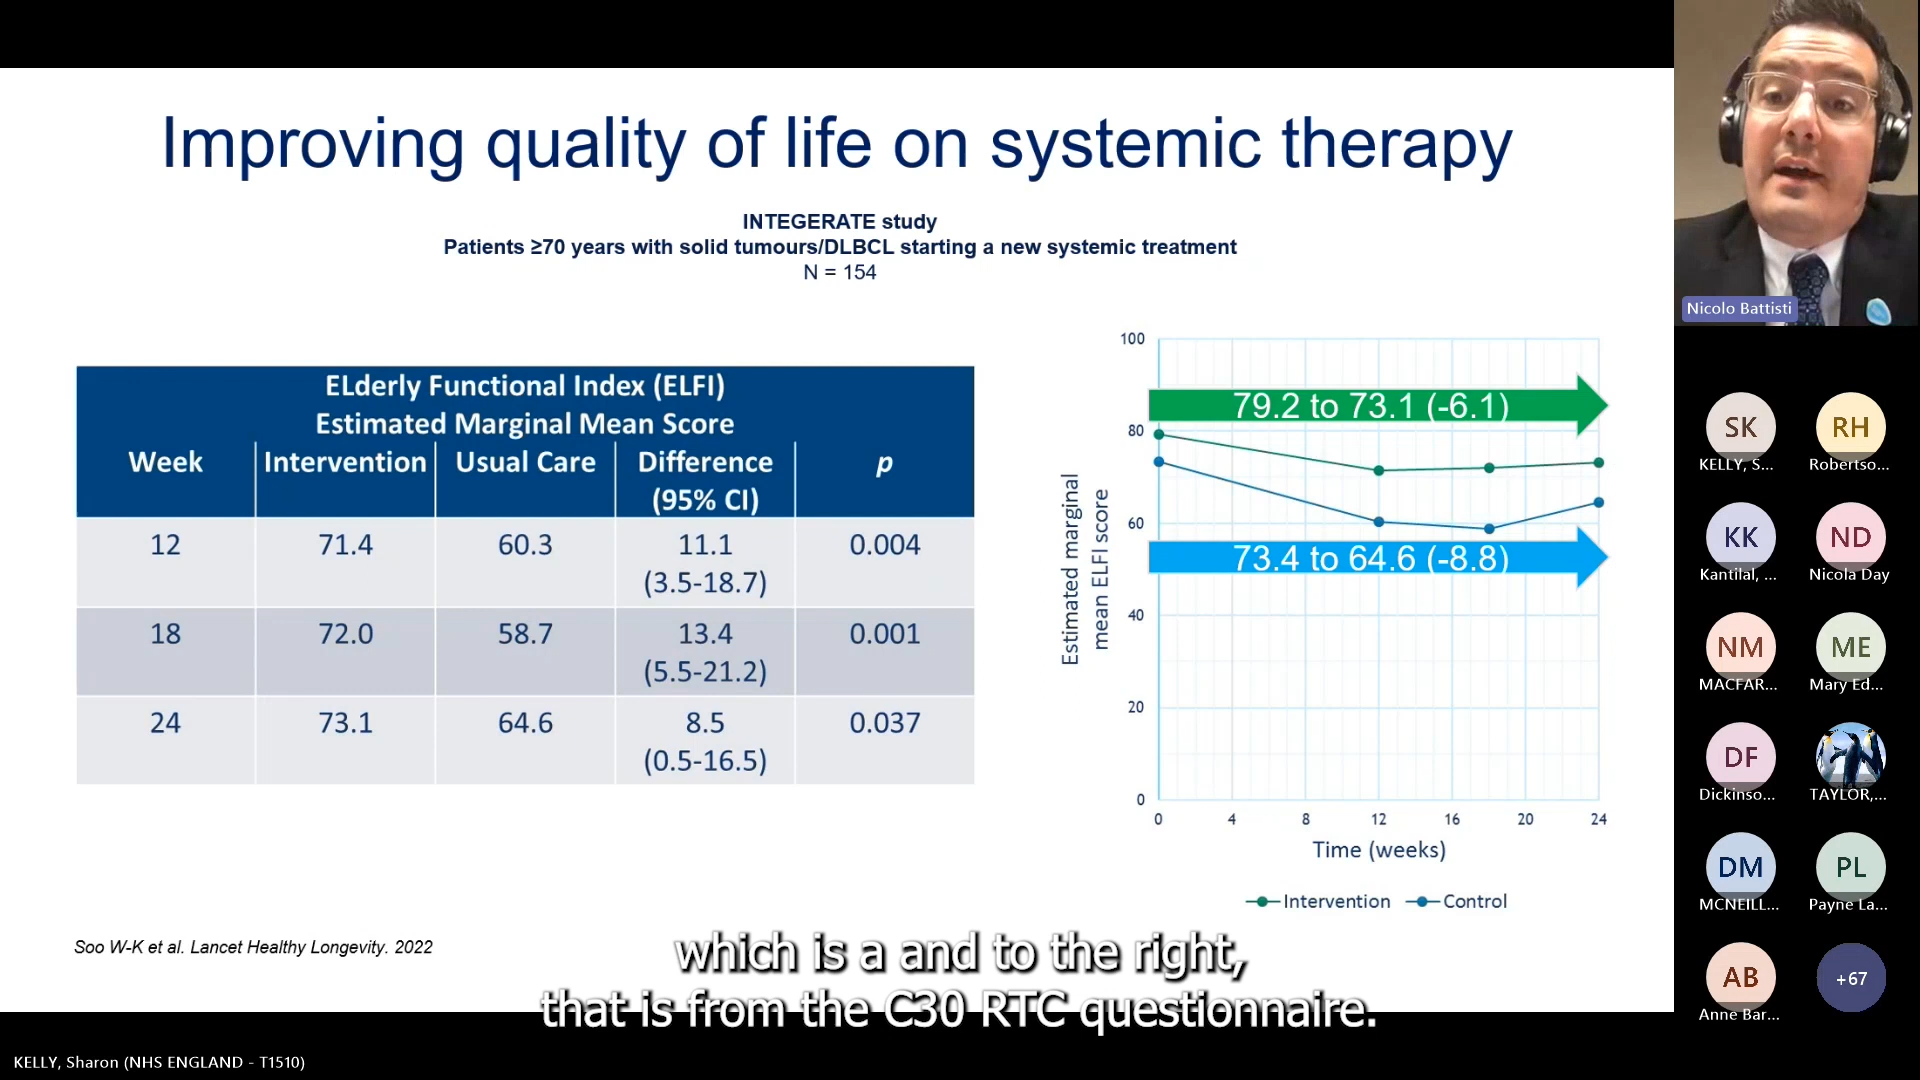 Improving quality of life on systemic therapy
INTEGERATE study
Patients ≥70 years with solid tumours/DLBCL starting a new systemic treatment
N = 154
ELderly Functional Index (ELFI)
Estimated Marginal Mean Score
Week Intervention Usual Care Difference (95% CI) p
12 71.4 60.3 11.1 (3.5-18.7) 0.004
18 72.0 58.7 13.4 (5.5-21.2) 0.001
24 73.1 64.6 8.5 (0.5-16.5) 0.037
100
80
60
40
20
0
Estimated marginal
mean ELFI score
79.2 to 73.1 (-6.1)
73.4 to 64.6 (-8.8)
0 4 8 12 16 20 24
Time (weeks)
Intervention Control
Soo W-K et al. Lancet Healthy Longevity. 2022
which is a and to the right,
that is from the C30 RTC questionnaire.
KELLY, Sharon (NHS ENGLAND - T1510)
Nicolo Battisti
SK RH
KELLY, S... Robertso...
KK ND
Kantilal, ... Nicola Day
NM ME
MACFAR... Mary Ed...
DF
Dickinso... TAYLOR,...
DM PL
MCNEILL... Payne La...
AB +67
Anne Bar...